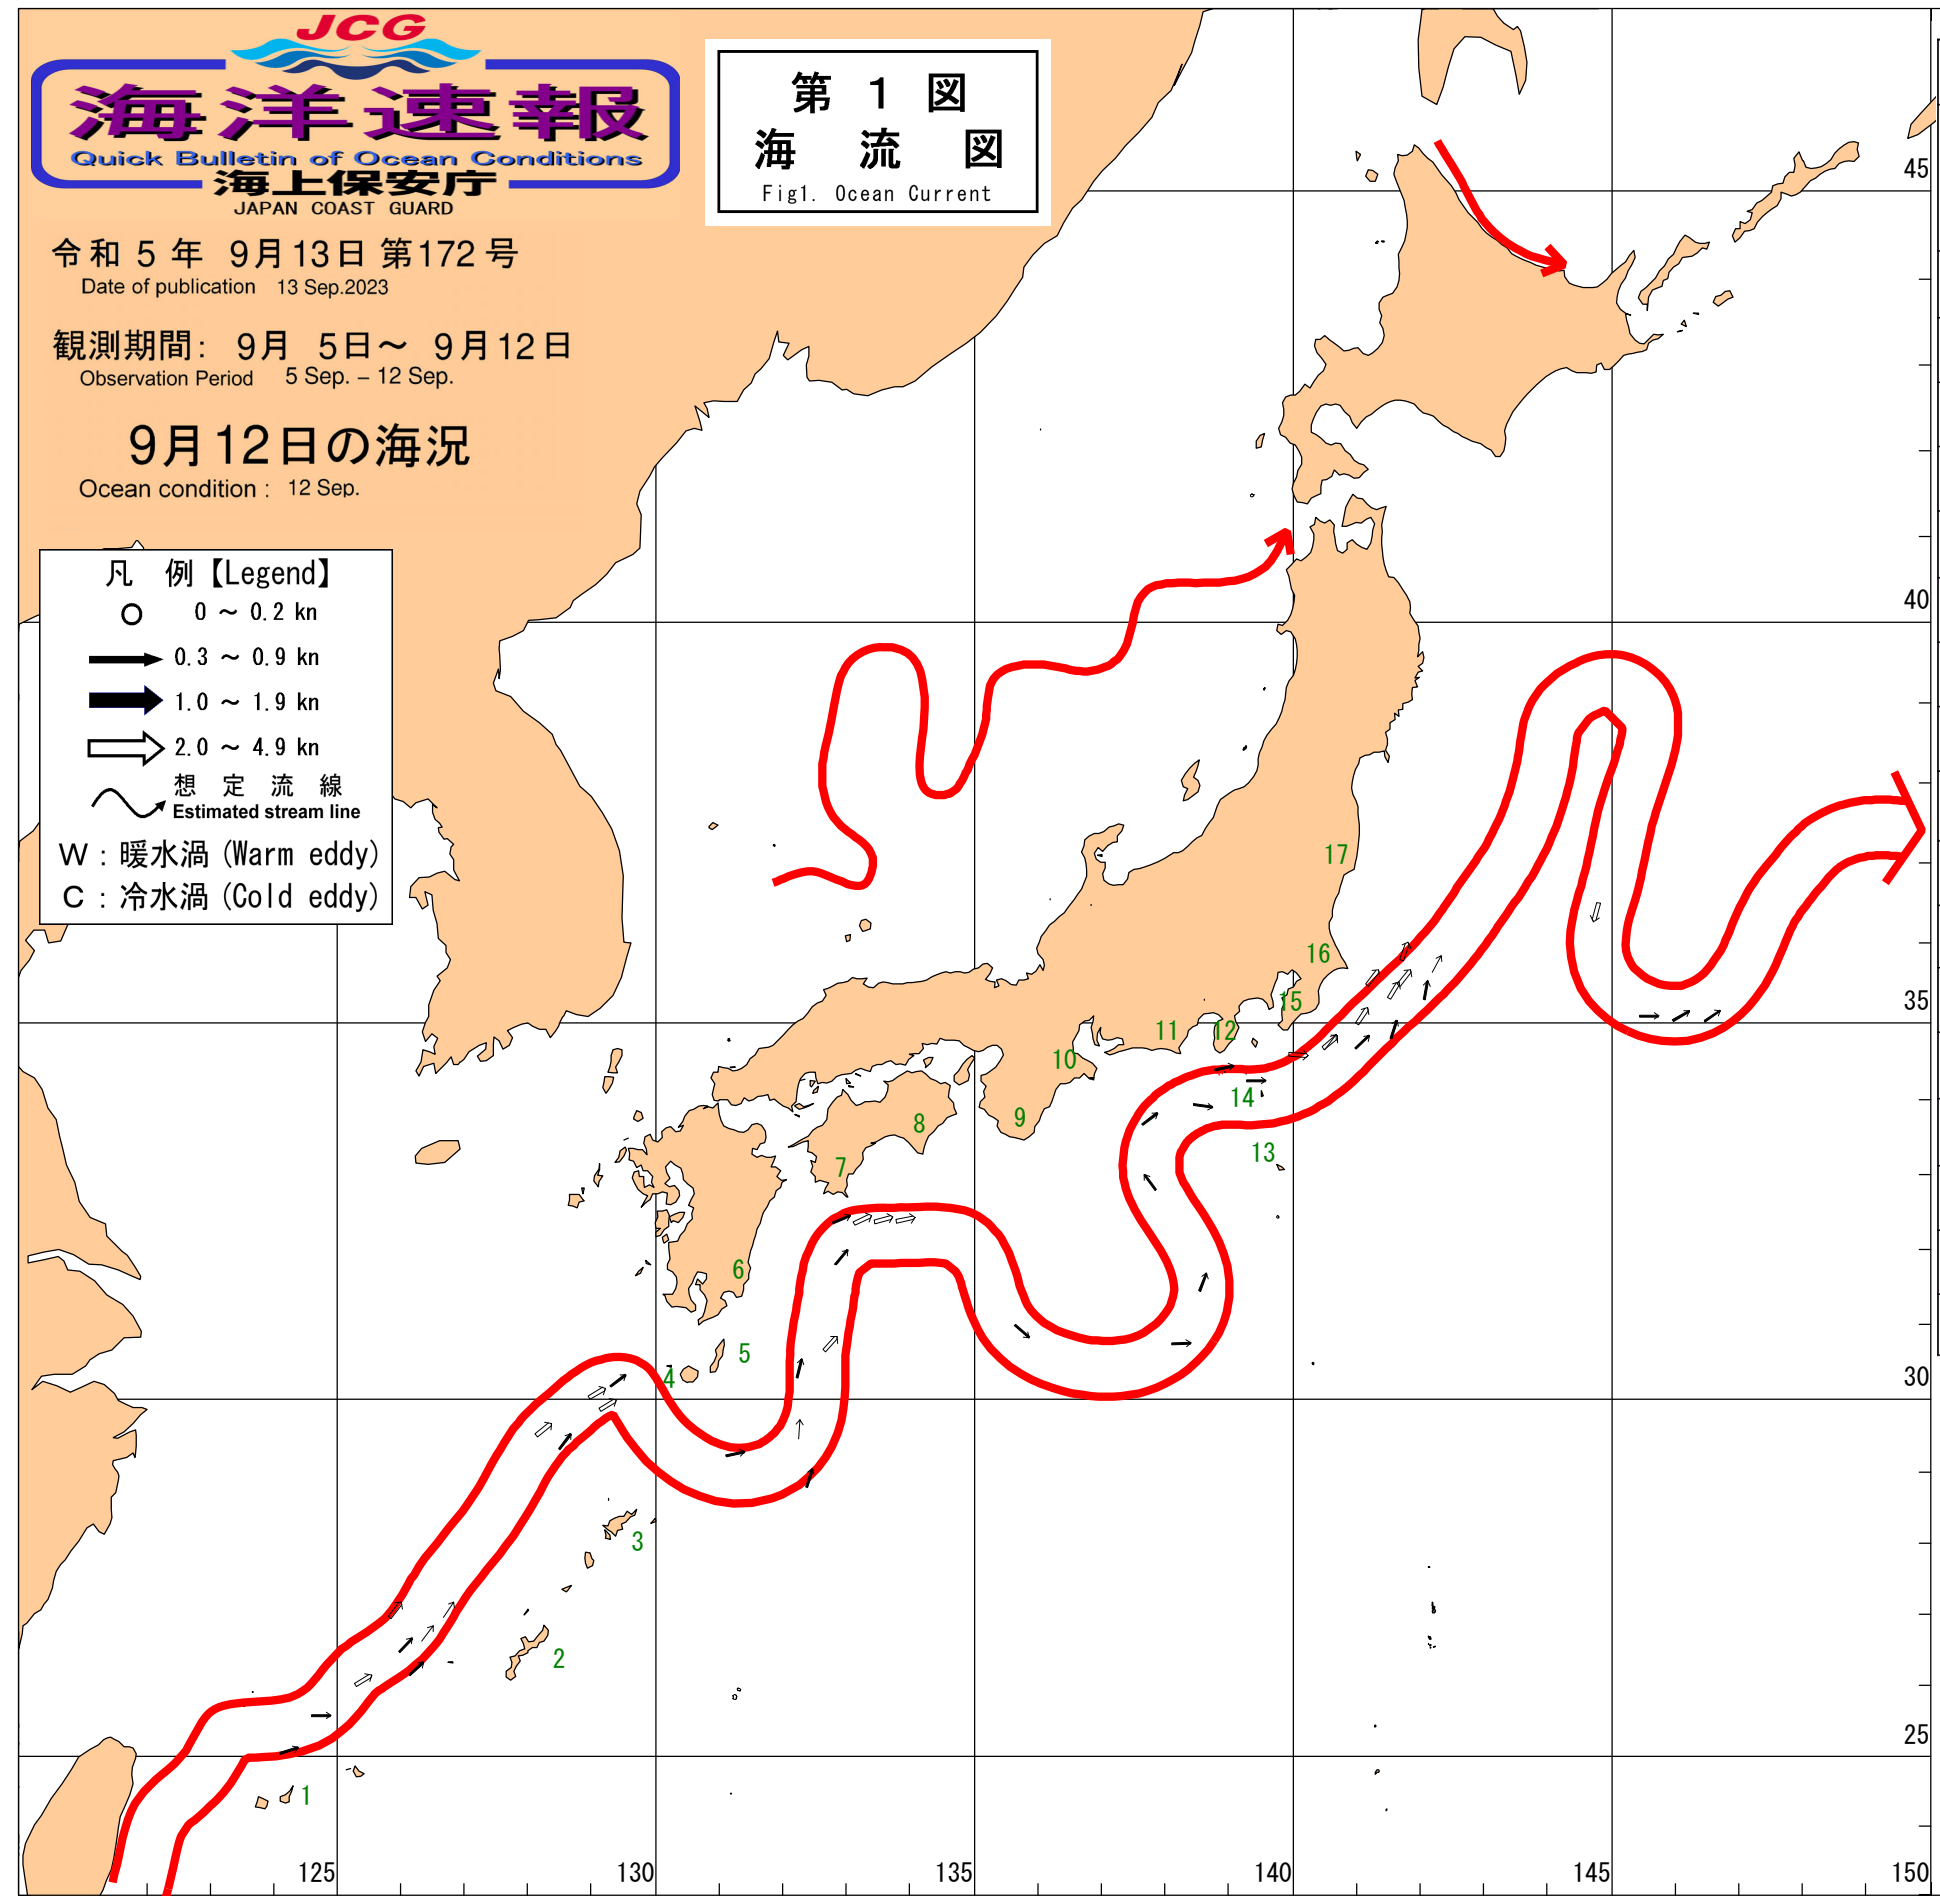 JCG
海洋速報
Quick Bulletin of Ocean Conditions
海上保安庁
JAPAN COAST GUARD
令和 5 年 9月13日 第172号
Date of publication 13 Sep.2023
観測期間: 9月 5日～ 9月12日
Observation Period 5 Sep. – 12 Sep.
9月12日の海況
Ocean condition : 12 Sep.
第 1 図
海 流 図
Fig1. Ocean Current
凡 例【Legend】
0 ～ 0.2 kn
0.3 ～ 0.9 kn
1.0 ～ 1.9 kn
2.0 ～ 4.9 kn
想 定 流 線
Estimated stream line
W : 暖水渦 (Warm eddy)
C : 冷水渦 (Cold eddy)
45
40
17
16
35
15
11
12
10
14
9
8
13
7
6
5
4
30
3
2
25
1
125
130
135
140
145
150